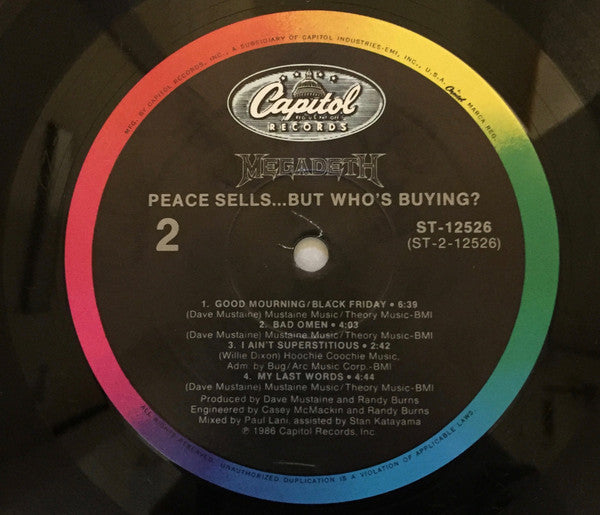 MFG. BY CAPITOL RECORDS, INC., A SUBSIDIARY OF CAPITOL INDUSTRIES-EMI, INC., U.S.A. Capitol MARCA REG.
Capitol
RECORDS
MEGADETH
PEACE SELLS...BUT WHO'S BUYING?
2
ST-12526
(ST-2-12526)
1. GOOD MOURNING/BLACK FRIDAY • 6:39
(Dave Mustaine) Mustaine Music/Theory Music-BMI
2. BAD OMEN • 4:03
(Dave Mustaine) Mustaine Music/Theory Music-BMI
3. I AIN'T SUPERSTITIOUS • 2:42
(Willie Dixon) Hoochie Coochie Music,
Adm. by Bug/Arc Music Corp.-BMI
4. MY LAST WORDS • 4:44
(Dave Mustaine) Mustaine Music/Theory Music-BMI
Produced by Dave Mustaine and Randy Burns
Engineered by Casey McMackin and Randy Burns
Mixed by Paul Lani, assisted by Stan Katayama
℗ 1986 Capitol Records, Inc.
ALL RIGHTS RESERVED. UNAUTHORIZED DUPLICATION IS A VIOLATION OF APPLICABLE LAWS.